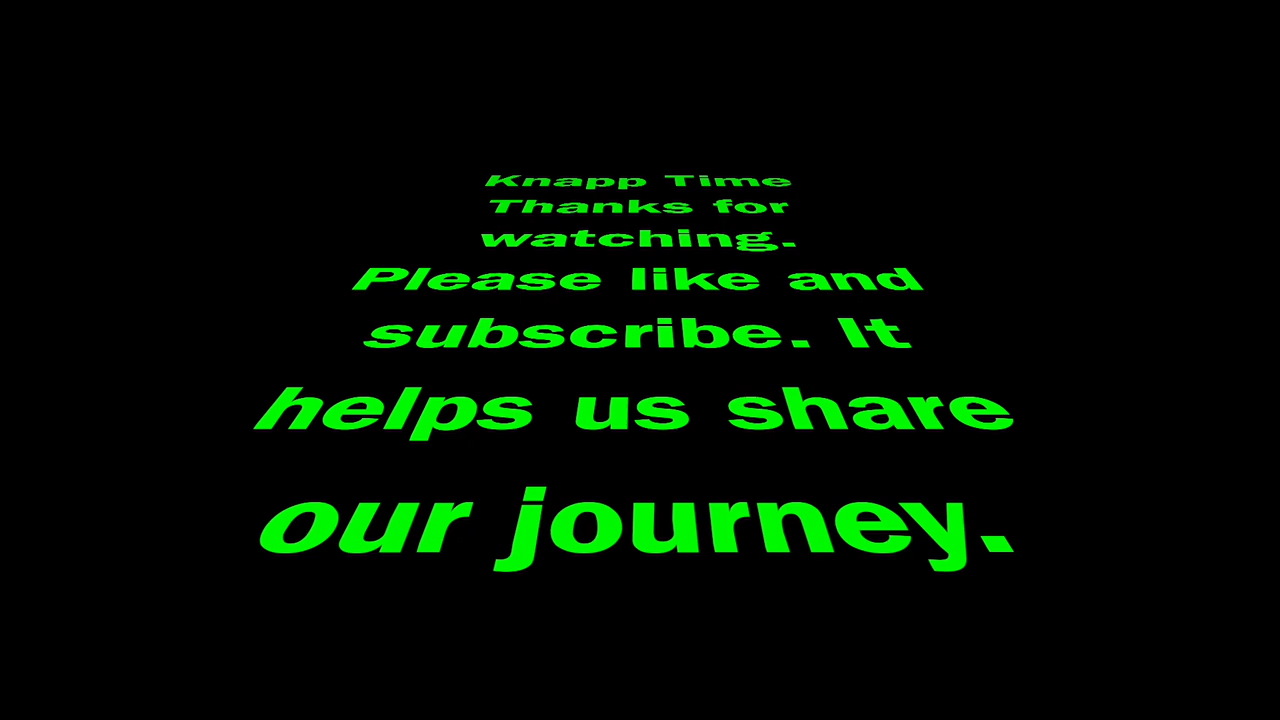 Knapp Time
Thanks for
watching.
Please like and
subscribe. It
helps us share
our journey.